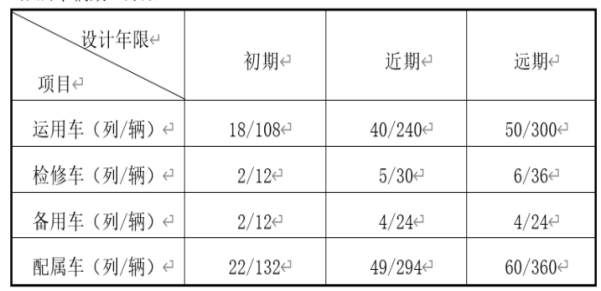 设计年限
项目
初期 近期 远期
运用车（列/辆） 18/108 40/240 50/300
检修车（列/辆） 2/12 5/30 6/36
备用车（列/辆） 2/12 4/24 4/24
配属车（列/辆） 22/132 49/294 60/360